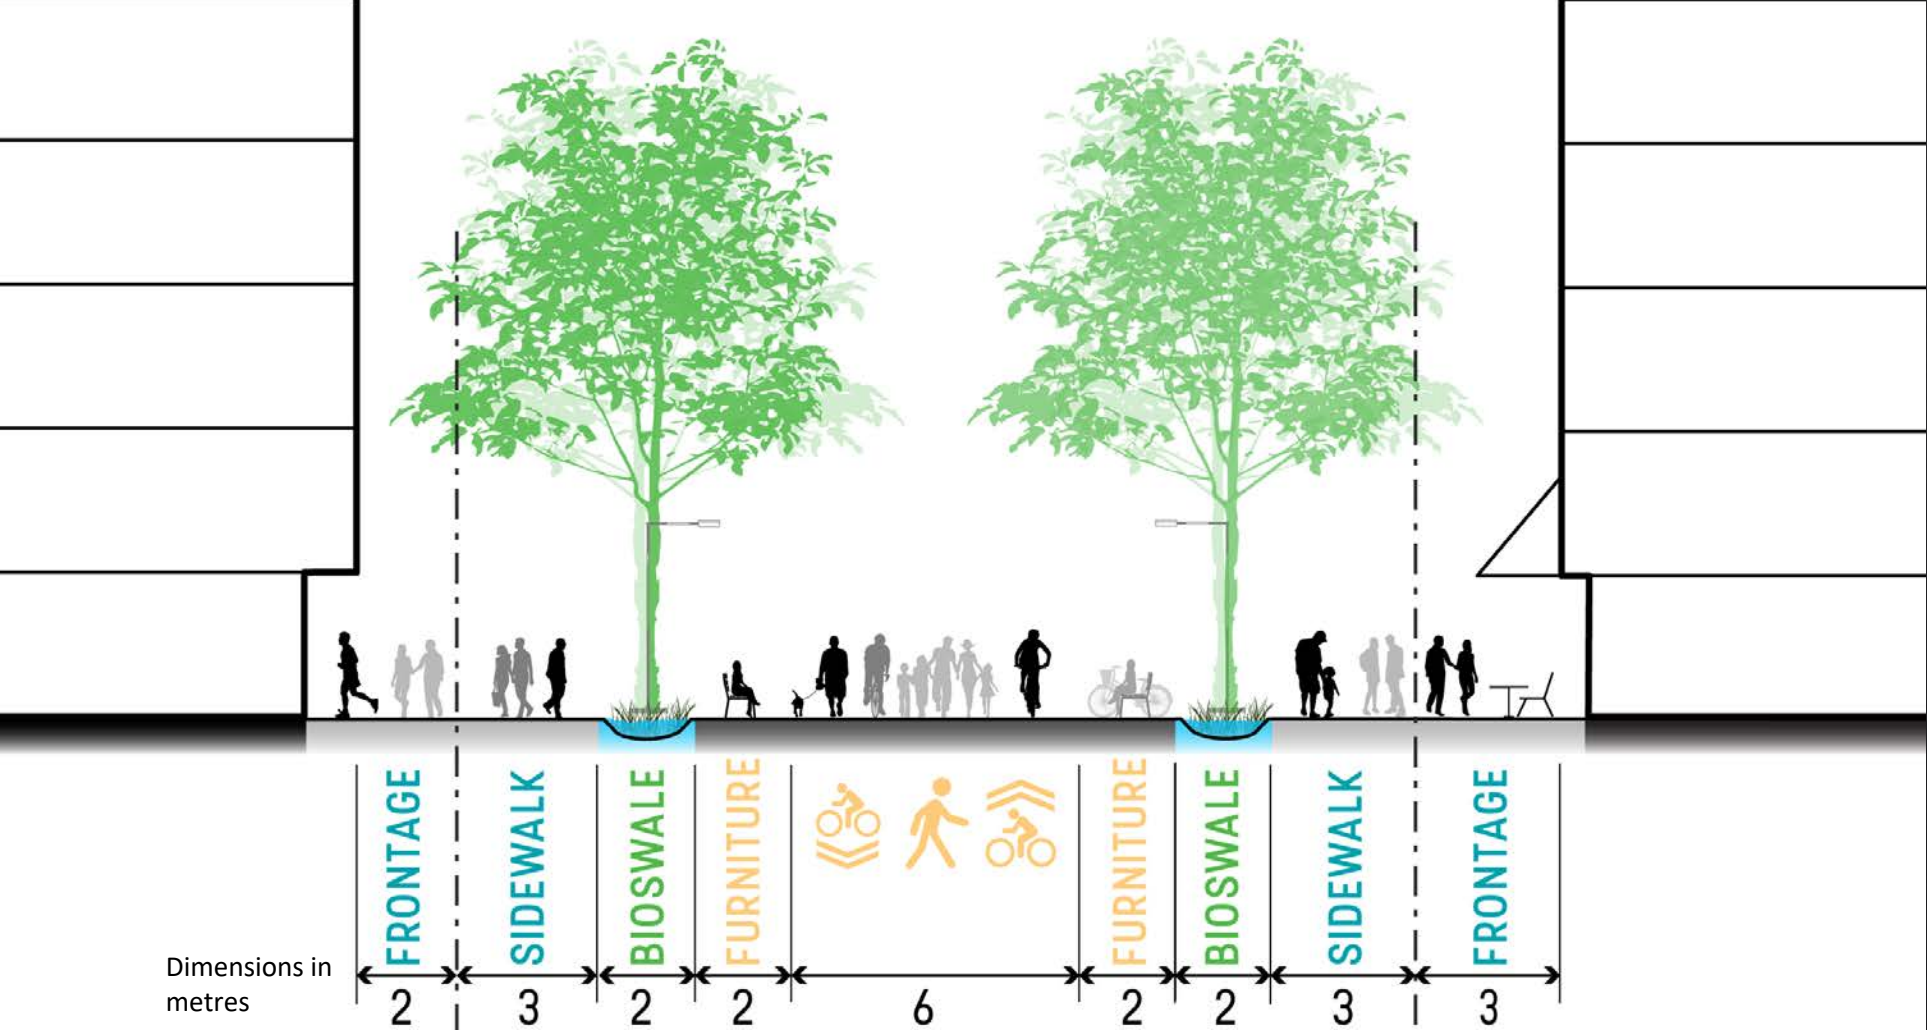 FRONTAGE
SIDEWALK
BIOSWALE
FURNITURE
FURNITURE
BIOSWALE
SIDEWALK
FRONTAGE
Dimensions in
metres
2 3 2 2 6 2 2 3 3